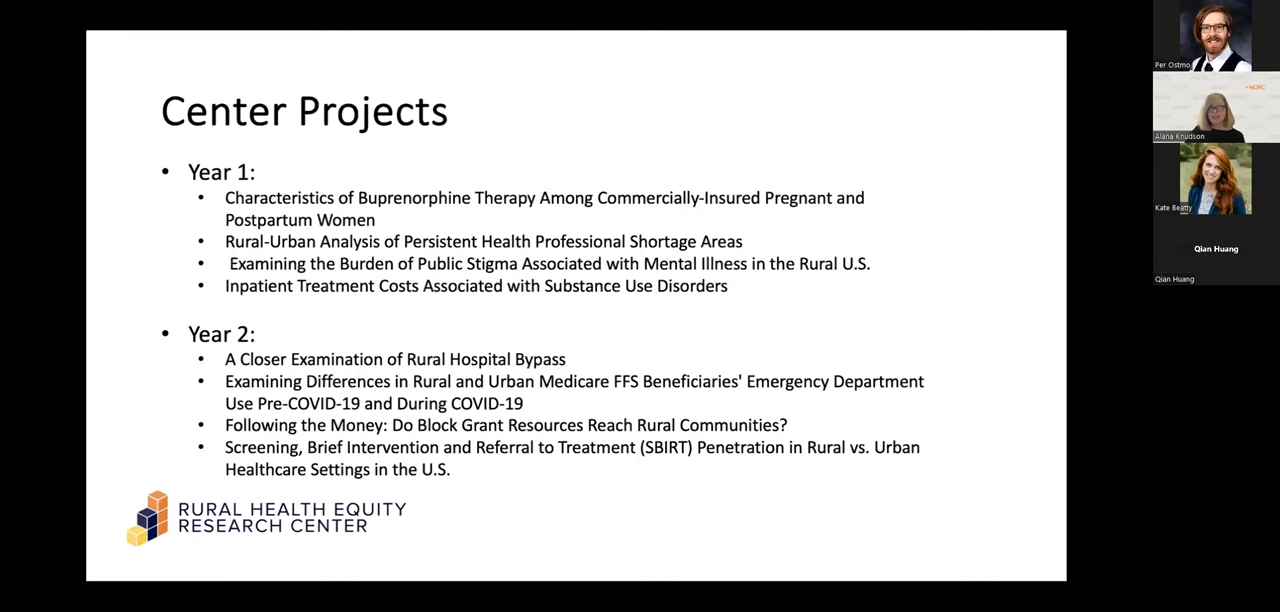 Center Projects
• Year 1:
• Characteristics of Buprenorphine Therapy Among Commercially-Insured Pregnant and
Postpartum Women
• Rural-Urban Analysis of Persistent Health Professional Shortage Areas
• Examining the Burden of Public Stigma Associated with Mental Illness in the Rural U.S.
• Inpatient Treatment Costs Associated with Substance Use Disorders
• Year 2:
• A Closer Examination of Rural Hospital Bypass
• Examining Differences in Rural and Urban Medicare FFS Beneficiaries' Emergency Department
Use Pre-COVID-19 and During COVID-19
• Following the Money: Do Block Grant Resources Reach Rural Communities?
• Screening, Brief Intervention and Referral to Treatment (SBIRT) Penetration in Rural vs. Urban
Healthcare Settings in the U.S.
RURAL HEALTH EQUITY
RESEARCH CENTER
Per Ostmo
NORC
Alana Knudson
Kate Beatty
Qian Huang
Qian Huang